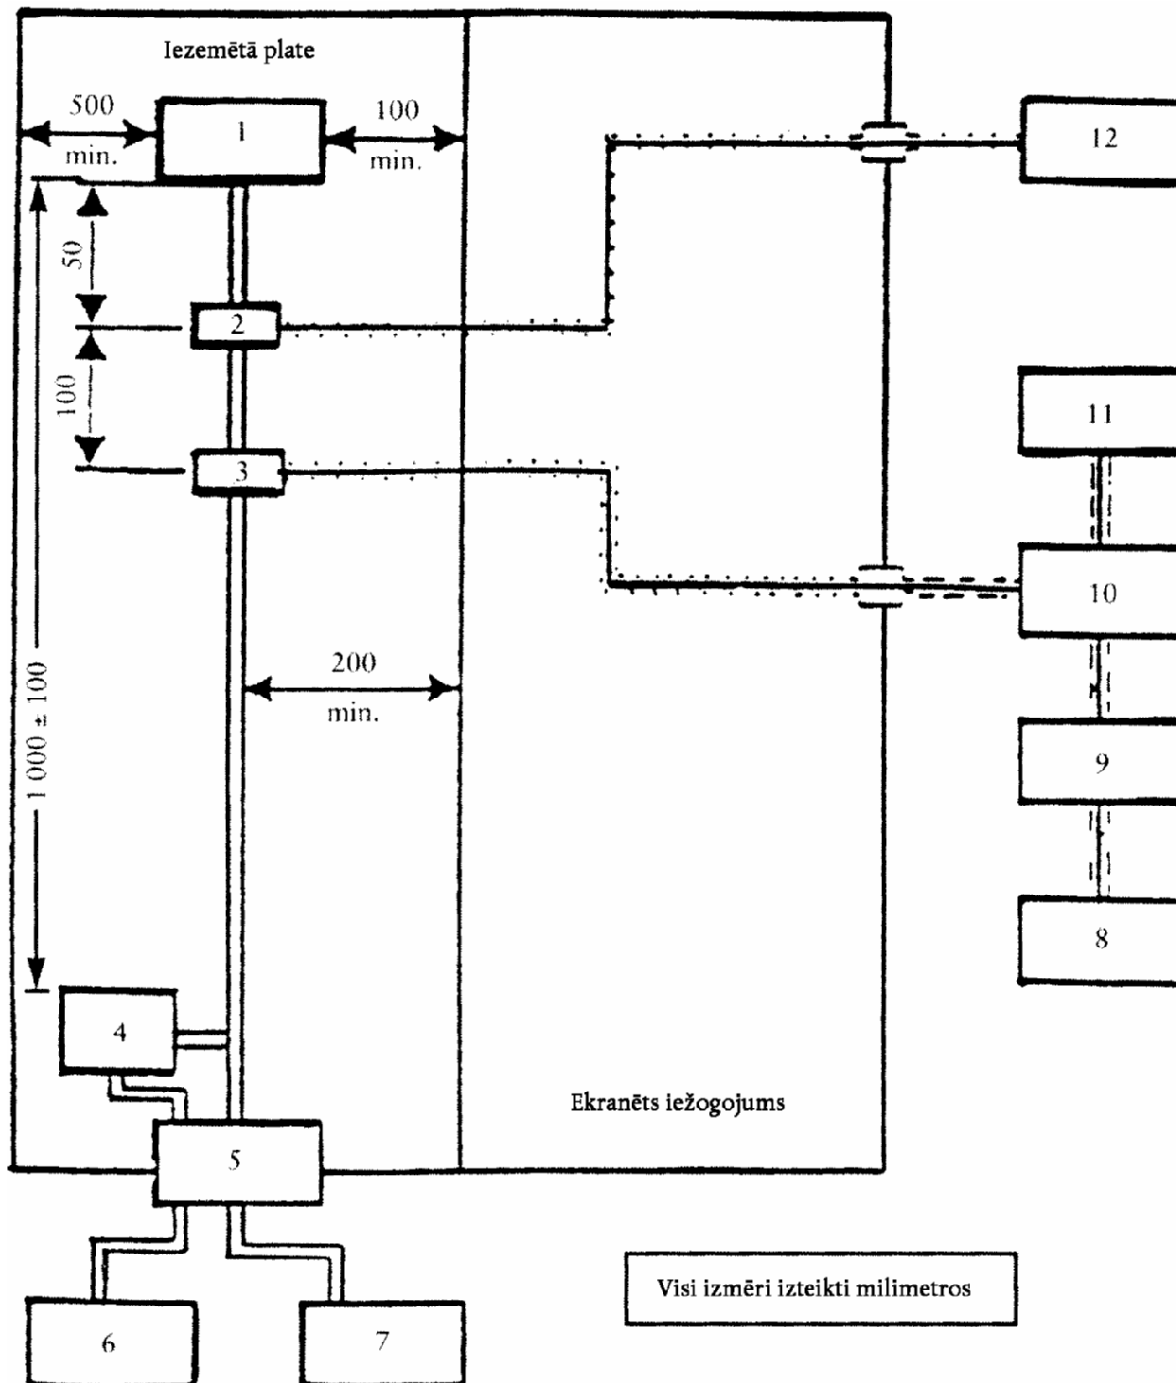 Iezemētā plate
500
min.
1
100
min.
12
50
2
100
3
11
10
200
min.
1 000 ± 100
9
8
4
Ekranēts iežogojums
5
Visi izmēri izteikti milimetros
6
7